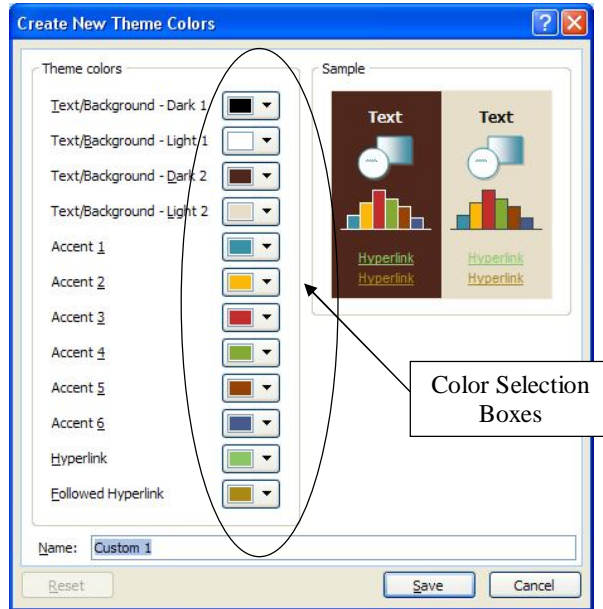 Create New Theme Colors
Theme colors
Text/Background - Dark 1
Text/Background - Light 1
Text/Background - Dark 2
Text/Background - Light 2
Accent 1
Accent 2
Accent 3
Accent 4
Accent 5
Accent 6
Hyperlink
Followed Hyperlink
Sample
Text Text
Hyperlink Hyperlink
Hyperlink Hyperlink
Color Selection
Boxes
Name: Custom 1
Reset Save Cancel